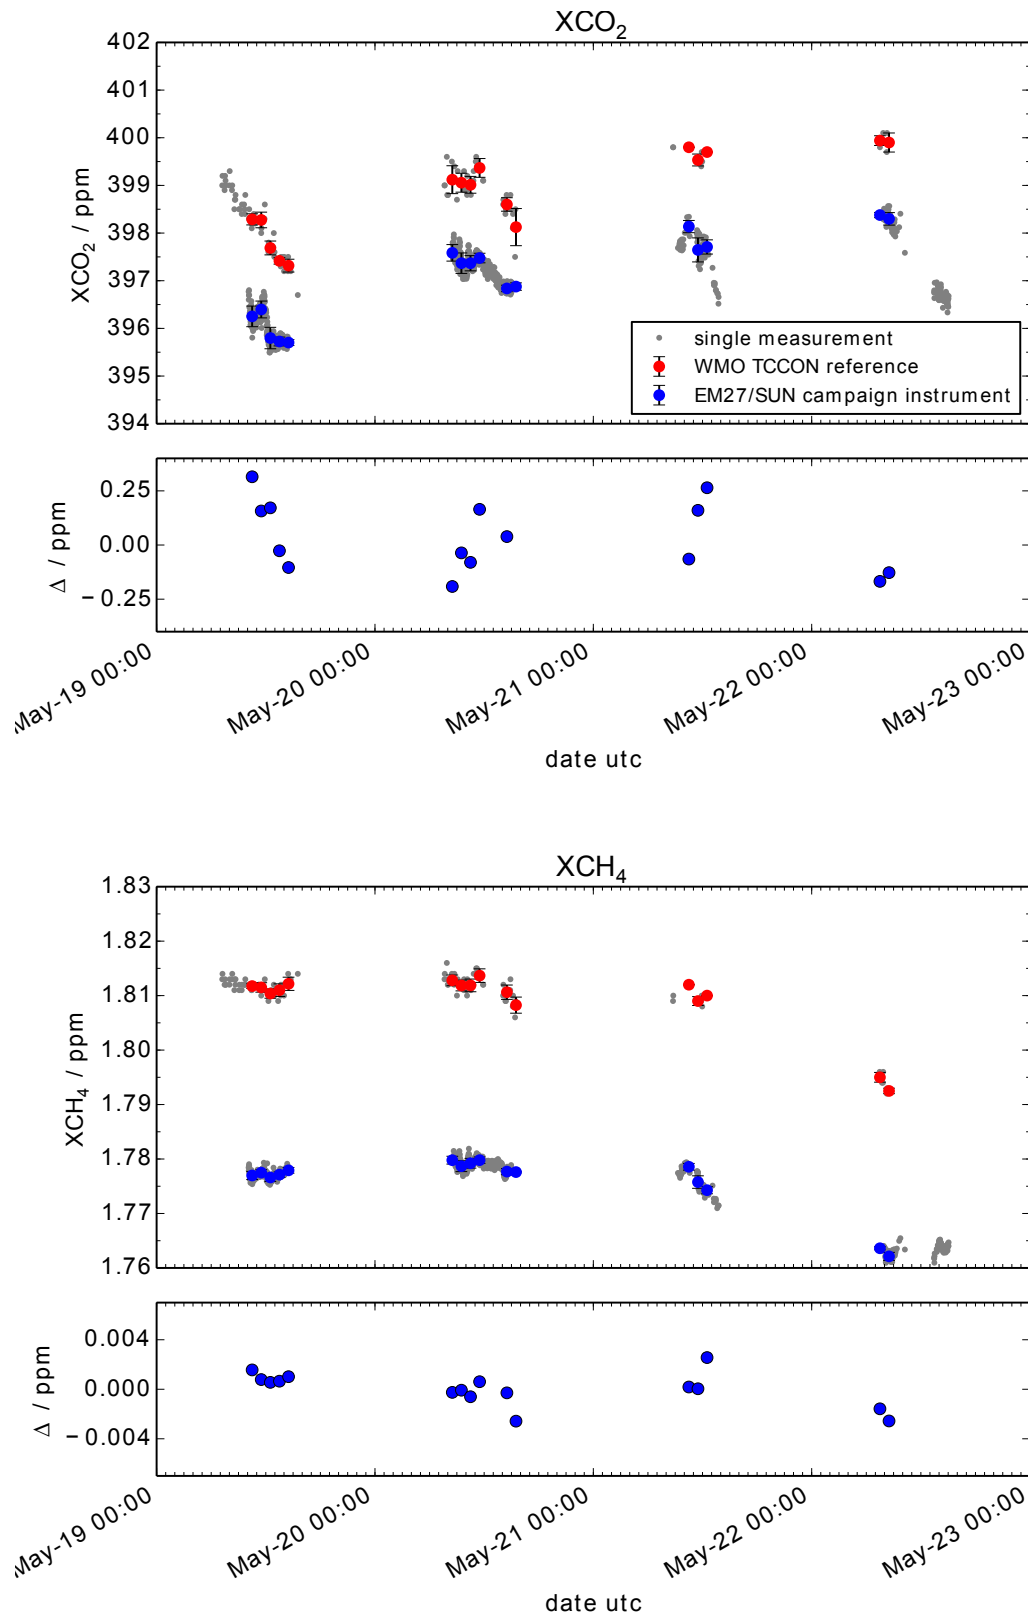 XCO₂
402
401
400
399
398
397
396
395
394
XCO₂ / ppm
single measurement
WMO TCCON reference
EM27/SUN campaign instrument
0.25
0.00
−0.25
Δ / ppm
May-19 00:00
May-20 00:00
May-21 00:00
May-22 00:00
May-23 00:00
date utc
XCH₄
1.83
1.82
1.81
1.80
1.79
1.78
1.77
1.76
XCH₄ / ppm
0.004
0.000
−0.004
Δ / ppm
May-19 00:00
May-20 00:00
May-21 00:00
May-22 00:00
May-23 00:00
date utc